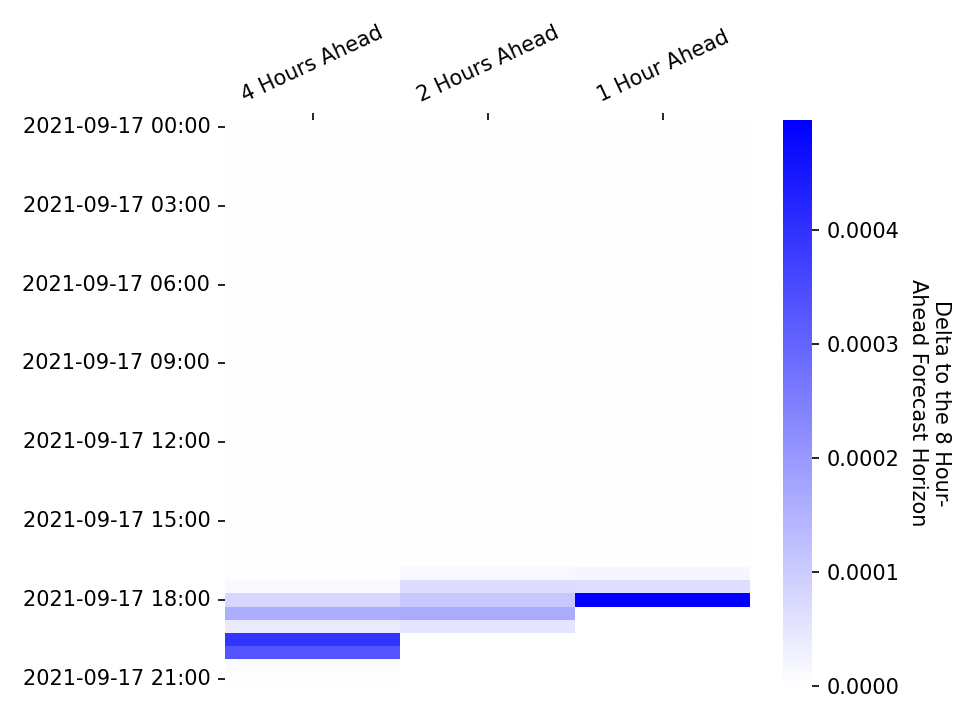 4 Hours Ahead
2 Hours Ahead
1 Hour Ahead
2021-09-17 00:00
2021-09-17 03:00
2021-09-17 06:00
2021-09-17 09:00
2021-09-17 12:00
2021-09-17 15:00
2021-09-17 18:00
2021-09-17 21:00
0.0004
0.0003
0.0002
0.0001
0.0000
Delta to the 8 Hour-
Ahead Forecast Horizon